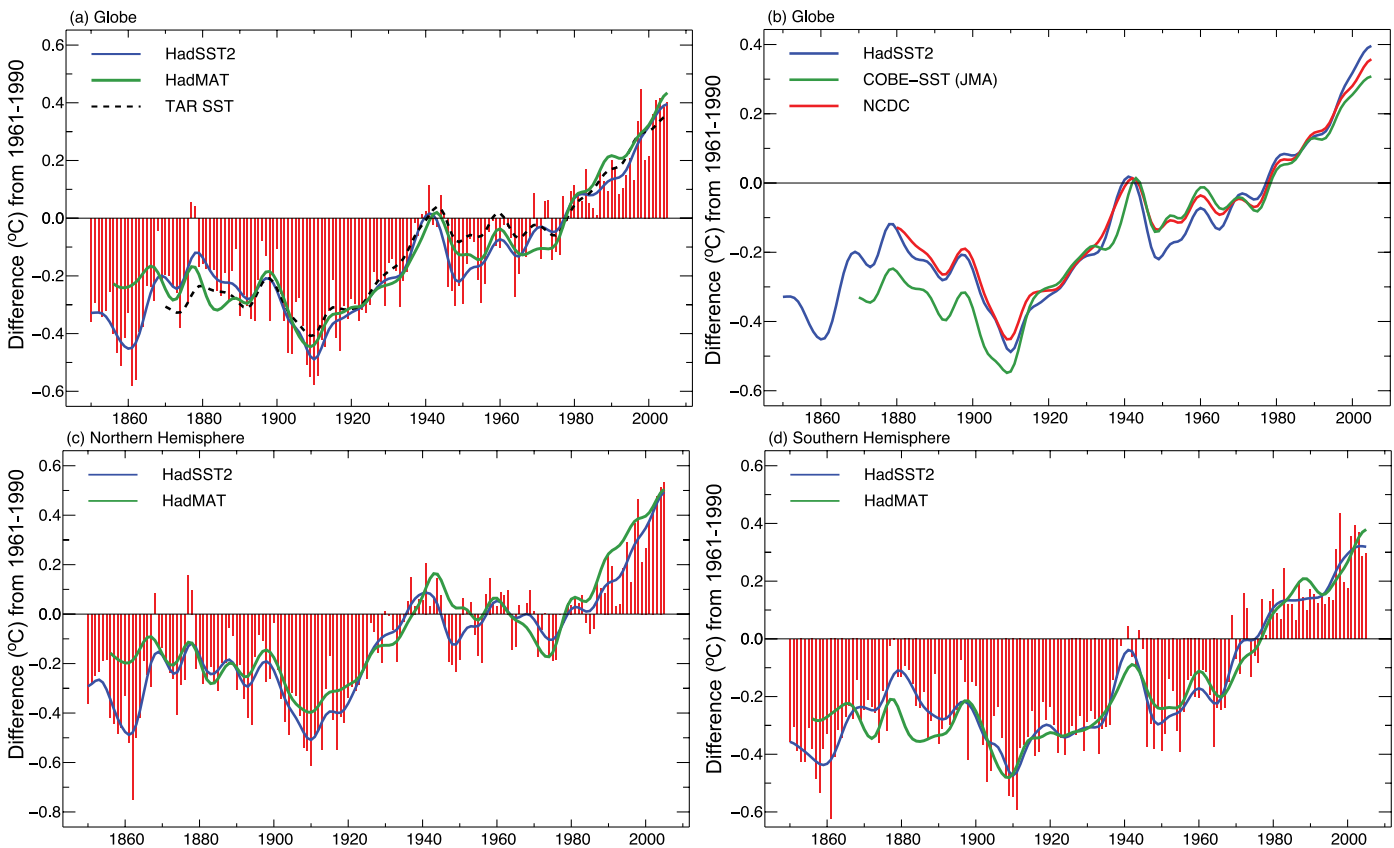 (a) Globe
HadSST2
HadMAT
TAR SST
Difference (ºC) from 1961-1990
0.6
0.4
0.2
0.0
−0.2
−0.4
−0.6
1860 1880 1900 1920 1940 1960 1980 2000
(b) Globe
HadSST2
COBE−SST (JMA)
NCDC
Diference (ºC) from 1961-1990
0.4
0.2
0.0
−0.2
−0.4
−0.6
1860 1880 1900 1920 1940 1960 1980 2000
(c) Northern Hemisphere
HadSST2
HadMAT
Difference (ºC) from 1961-1990
0.6
0.4
0.2
0.0
−0.2
−0.4
−0.6
−0.8
1860 1880 1900 1920 1940 1960 1980 2000
(d) Southern Hemisphere
HadSST2
HadMAT
Difference (ºC) from 1961-1990
0.6
0.4
0.2
0.0
−0.2
−0.4
−0.6
1860 1880 1900 1920 1940 1960 1980 2000